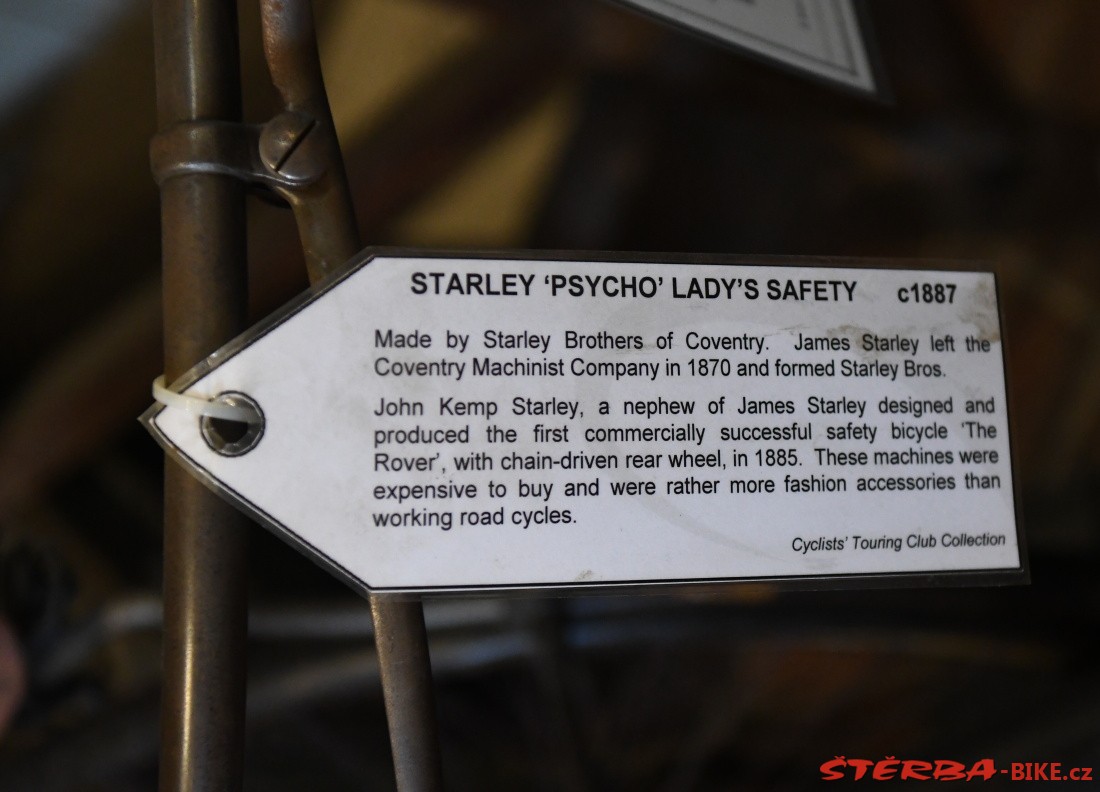 STARLEY ‘PSYCHO’ LADY’S SAFETY c1887
Made by Starley Brothers of Coventry. James Starley left the
Coventry Machinist Company in 1870 and formed Starley Bros.
John Kemp Starley, a nephew of James Starley designed and
produced the first commercially successful safety bicycle ‘The
Rover’, with chain-driven rear wheel, in 1885. These machines were
expensive to buy and were rather more fashion accessories than
working road cycles.
Cyclists’ Touring Club Collection
ŠTĒRBA-BIKE.cz